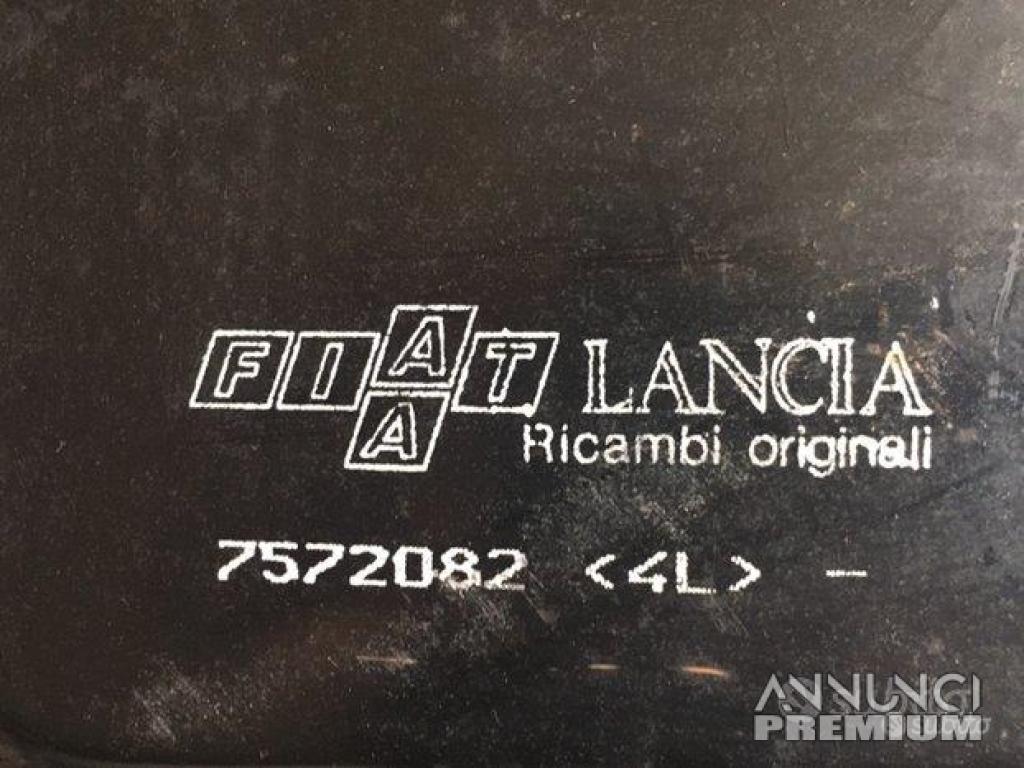 FIAT LANCIA
A
Ricambi originali
7572082 <4L> -
ANNUNCI
PREMIUM